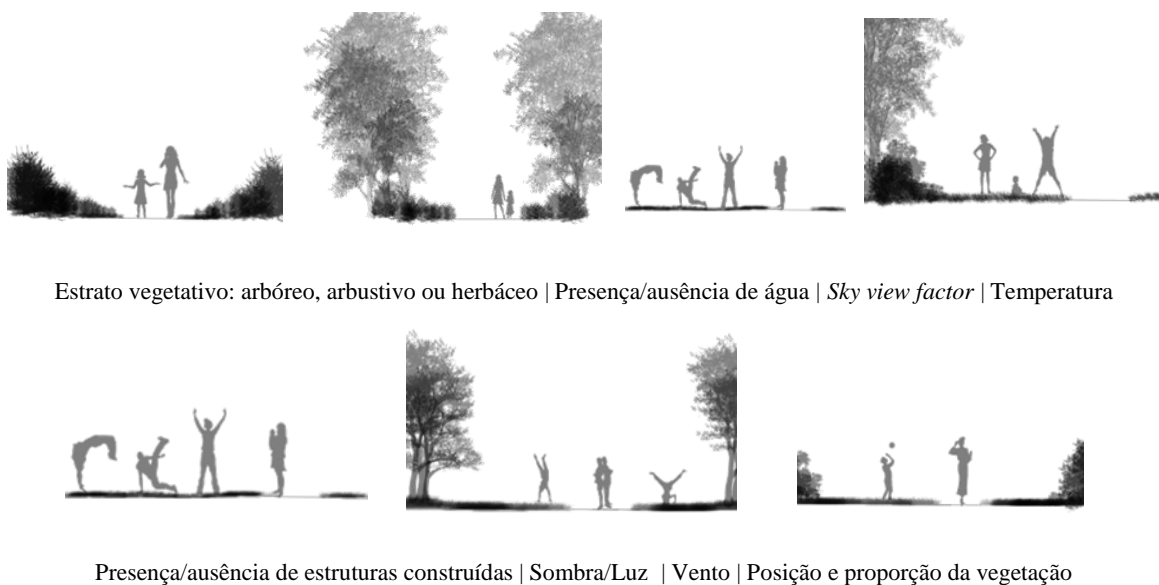 Estrato vegetativo: arbóreo, arbustivo ou herbáceo | Presença/ausência de água | Sky view factor | Temperatura
Presença/ausência de estruturas construídas | Sombra/Luz | Vento | Posição e proporção da vegetação